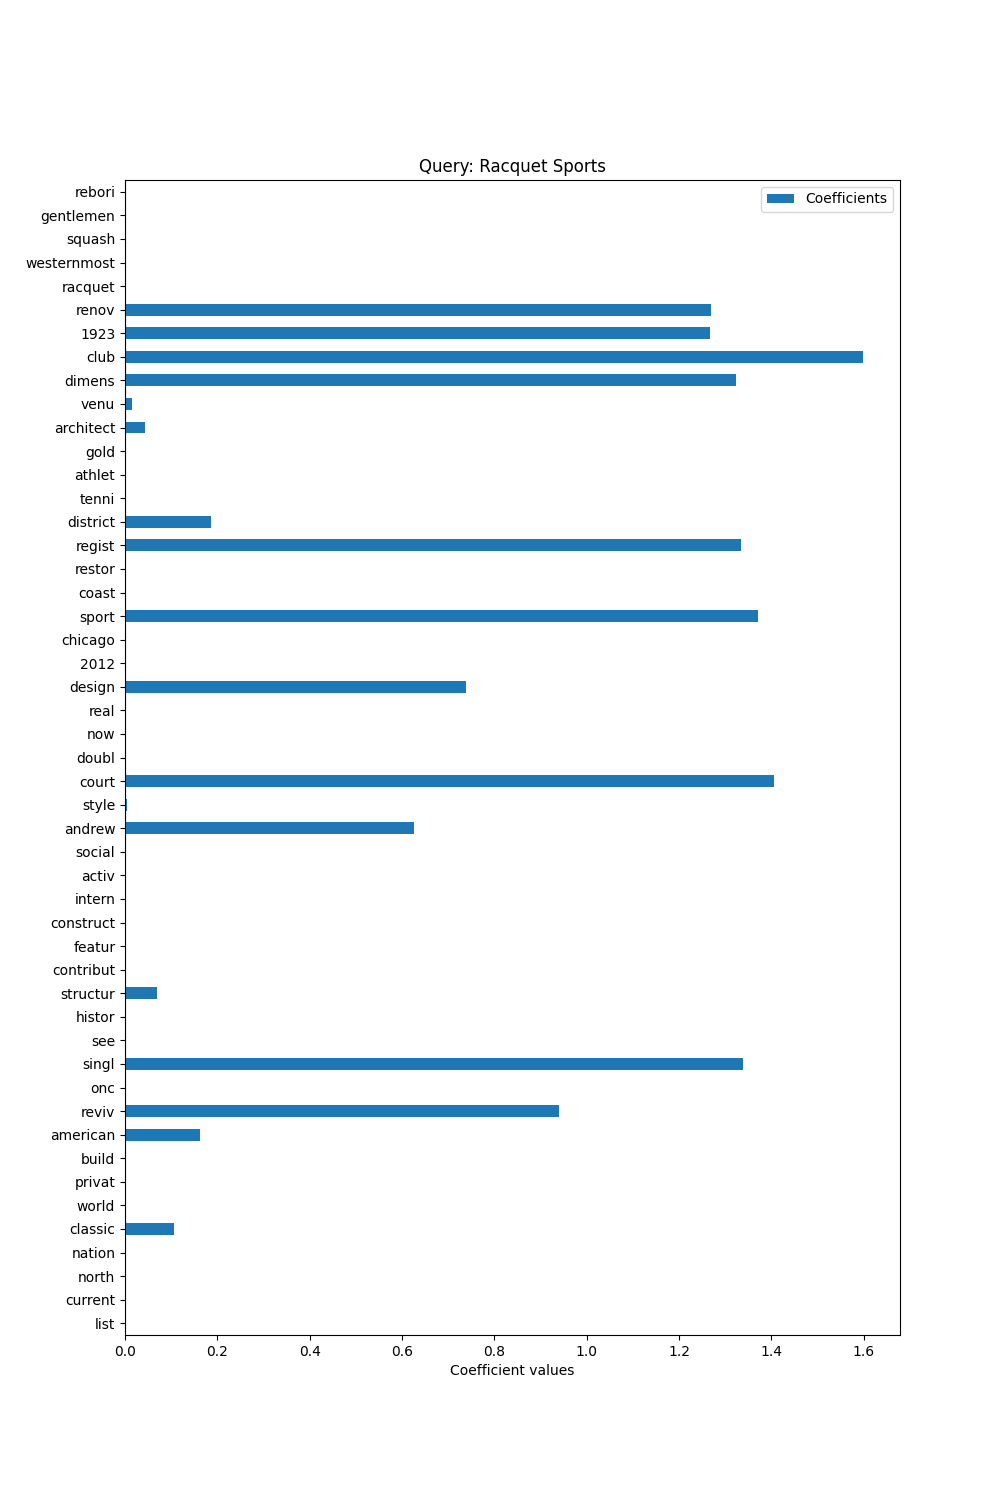 Query: Racquet Sports
Coefficients
rebori
gentlemen
squash
westernmost
racquet
renov
1923
club
dimens
venu
architect
gold
athlet
tenni
district
regist
restor
coast
sport
chicago
2012
design
real
now
doubl
court
style
andrew
social
activ
intern
construct
featur
contribut
structur
histor
see
singl
onc
reviv
american
build
privat
world
classic
nation
north
current
list
0.0 0.2 0.4 0.6 0.8 1.0 1.2 1.4 1.6
Coefficient values